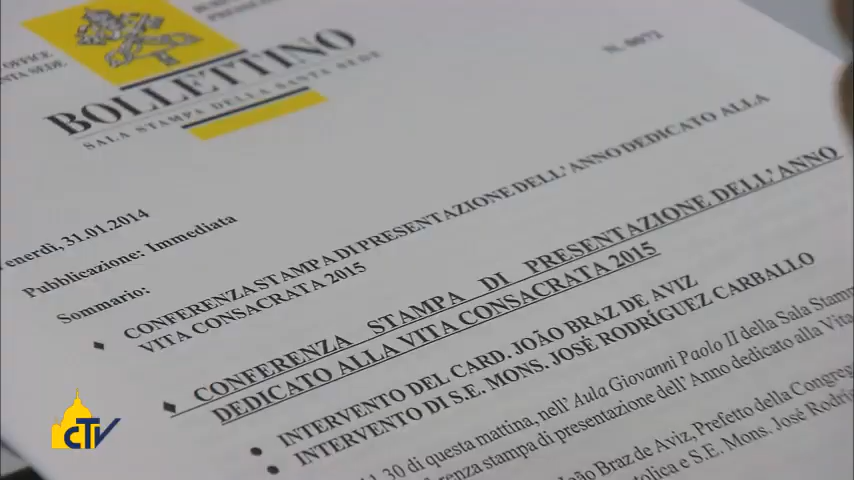 OFFICE
BOLLETTINO
SALA STAMPA DELLA SANTA SEDE
N. 0072
enerdì, 31.01.2014
Pubblicazione: Immediata
Sommario:
CONFERENZA STAMPA DI PRESENTAZIONE DELL'ANNO DEDICATO ALLA
VITA CONSACRATA 2015
CONFERENZA STAMPA DI PRESENTAZIONE DELL'ANNO
DEDICATO ALLA VITA CONSACRATA 2015
INTERVENTO DEL CARD. JOÃO BRAZ DE AVIZ
INTERVENTO DI S.E. MONS. JOSÉ RODRÍGUEZ CARBALLO
30 di questa mattina, nell'Aula Giovanni Paolo II della Sala Stamp
renza stampa di presentazione dell'Anno dedicato alla Vita
João Braz de Aviz, Prefetto della Congreg
tolica e S.E. Mons. José Rodríg
CTV